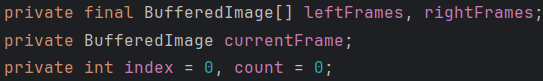 private final BufferedImage[] leftFrames, rightFrames;
private BufferedImage currentFrame;
private int index = 0, count = 0;